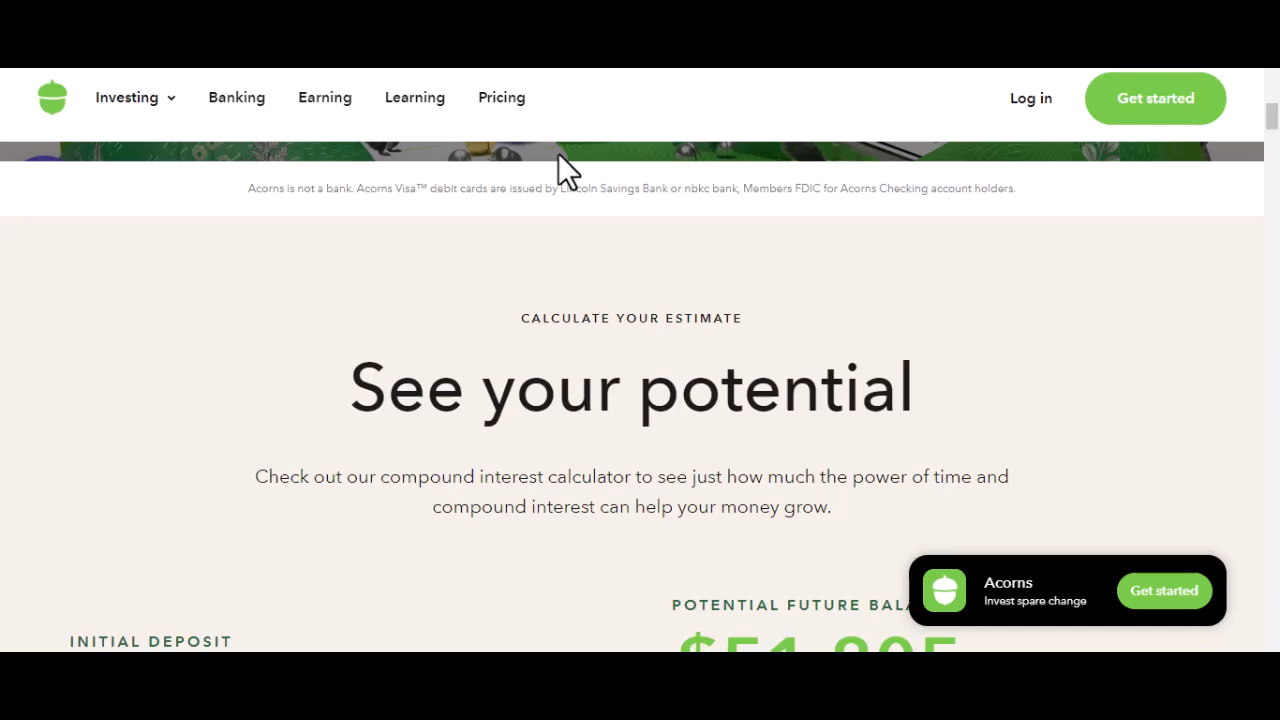 Investing
Banking
Earning
Learning
Pricing
Log in
Get started
Acorns is not a bank. Acorns Visa™ debit cards are issued by Lincoln Savings Bank or nbkc bank, Members FDIC for Acorns Checking account holders.
CALCULATE YOUR ESTIMATE
See your potential
Check out our compound interest calculator to see just how much the power of time and
compound interest can help your money grow.
Acorns
Invest spare change
Get started
POTENTIAL FUTURE
INITIAL DEPOSIT